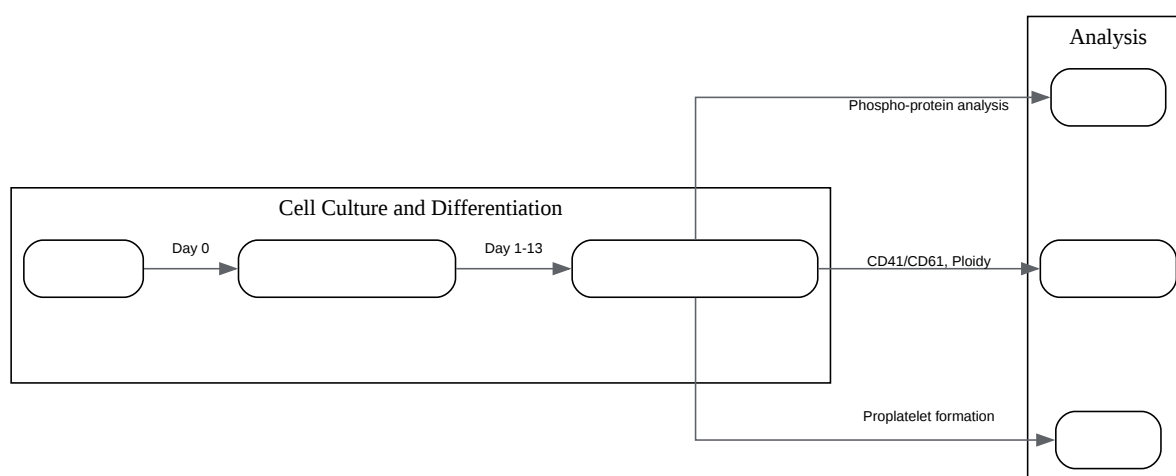 Analysis
Phospho-protein analysis
Cell Culture and Differentiation
Day 0
Day 1-13
CD41/CD61, Ploidy
Proplatelet formation